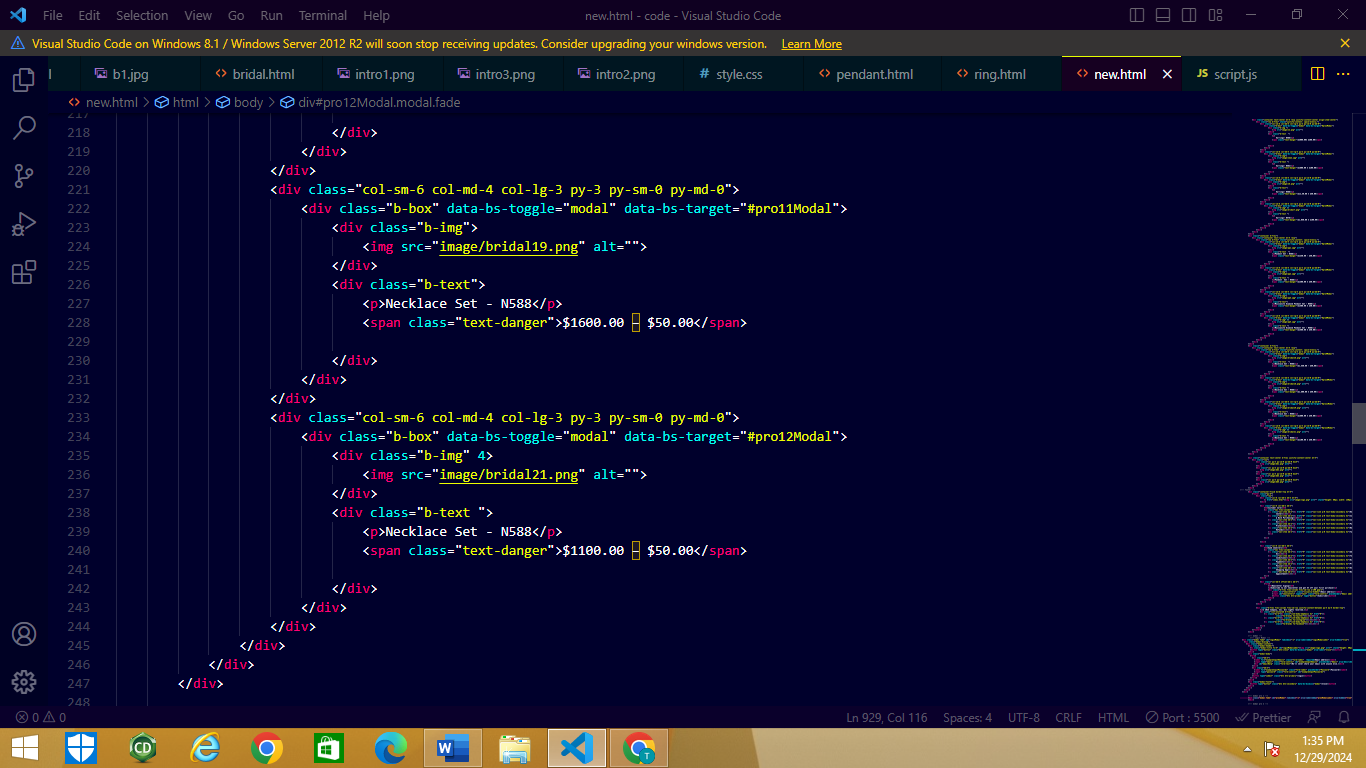 File Edit Selection View Go Run Terminal Help new.html - code - Visual Studio Code
Visual Studio Code on Windows 8.1 / Windows Server 2012 R2 will soon stop receiving updates. Consider upgrading your windows version. Learn More
l b1.jpg bridal.html intro1.png intro3.png intro2.png # style.css pendant.html ring.html new.html JS script.js
new.html > html > body > div#pro12Modal.modal.fade
217
218 </div>
219 </div>
220 </div>
221 <div class="col-sm-6 col-md-4 col-lg-3 py-3 py-sm-0 py-md-0">
222 <div class="b-box" data-bs-toggle="modal" data-bs-target="#pro11Modal">
223 <div class="b-img">
224 <img src="image/bridal19.png" alt="">
225 </div>
226 <div class="b-text">
227 <p>Necklace Set - N588</p>
228 <span class="text-danger">$1600.00 – $50.00</span>
229
230 </div>
231 </div>
232 </div>
233 <div class="col-sm-6 col-md-4 col-lg-3 py-3 py-sm-0 py-md-0">
234 <div class="b-box" data-bs-toggle="modal" data-bs-target="#pro12Modal">
235 <div class="b-img" 4>
236 <img src="image/bridal21.png" alt="">
237 </div>
238 <div class="b-text ">
239 <p>Necklace Set - N588</p>
240 <span class="text-danger">$1100.00 – $50.00</span>
241
242 </div>
243 </div>
244 </div>
245 </div>
246 </div>
247 </div>
248
0 0 Ln 929, Col 116 Spaces: 4 UTF-8 CRLF HTML Port : 5500 Prettier
CD W T
1:35 PM
12/29/2024